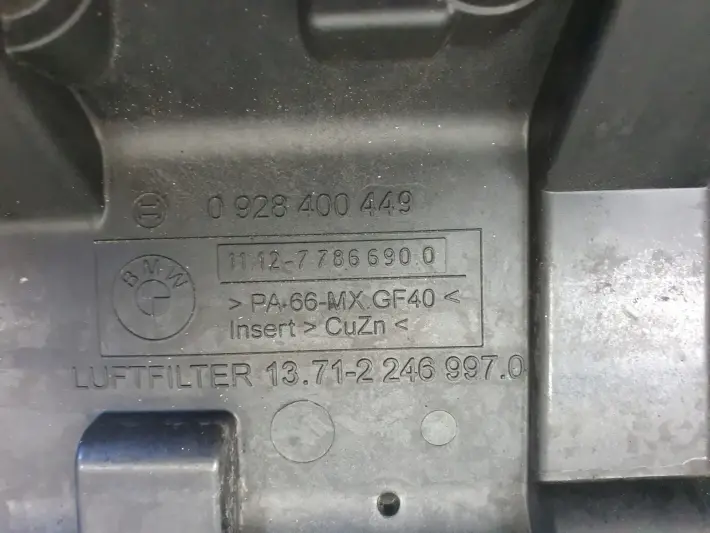 0 928 400 449
BMW
11 12-7 786 690.0
> PA-66-MX GF40 <
Insert > CuZn <
LUFTFILTER 13.71-2 246 997.0